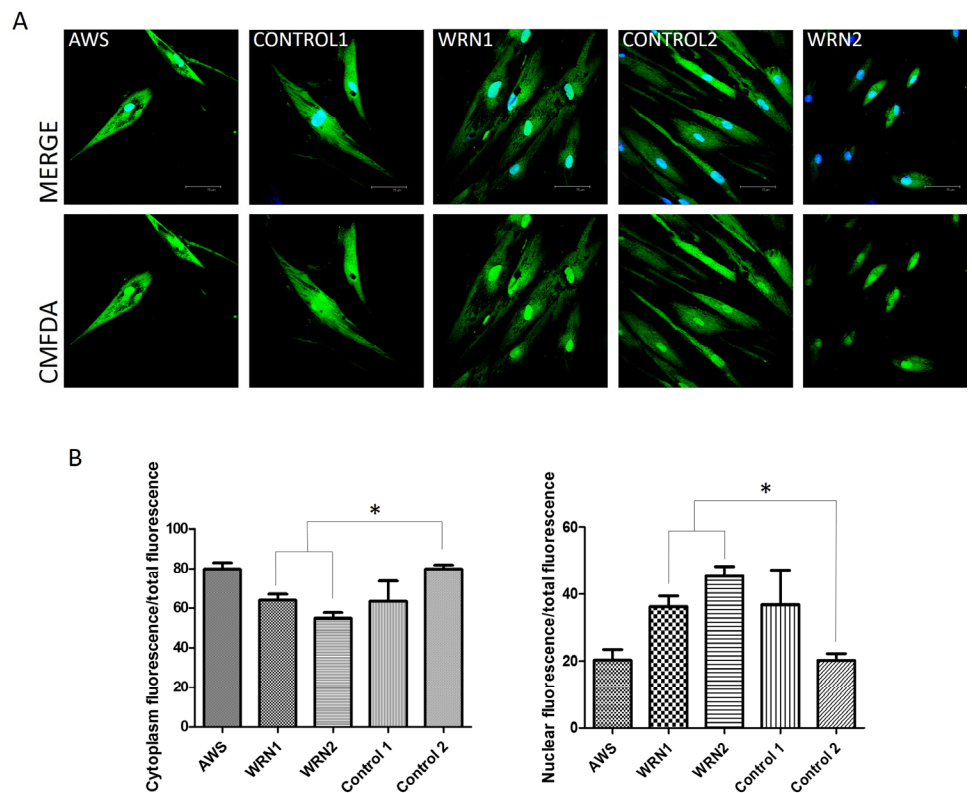 A
AWS
CONTROL1
WRN1
CONTROL2
WRN2
MERGE
CMFDA
B
Cytoplasm fluorescence/total fluorescence
100
80
60
40
20
0
*
AWS
WRN1
WRN2
Control 1
Control 2
Nuclear fluorescence/total fluorescence
60
40
20
0
*
AWS
WRN1
WRN2
Control 1
Control 2